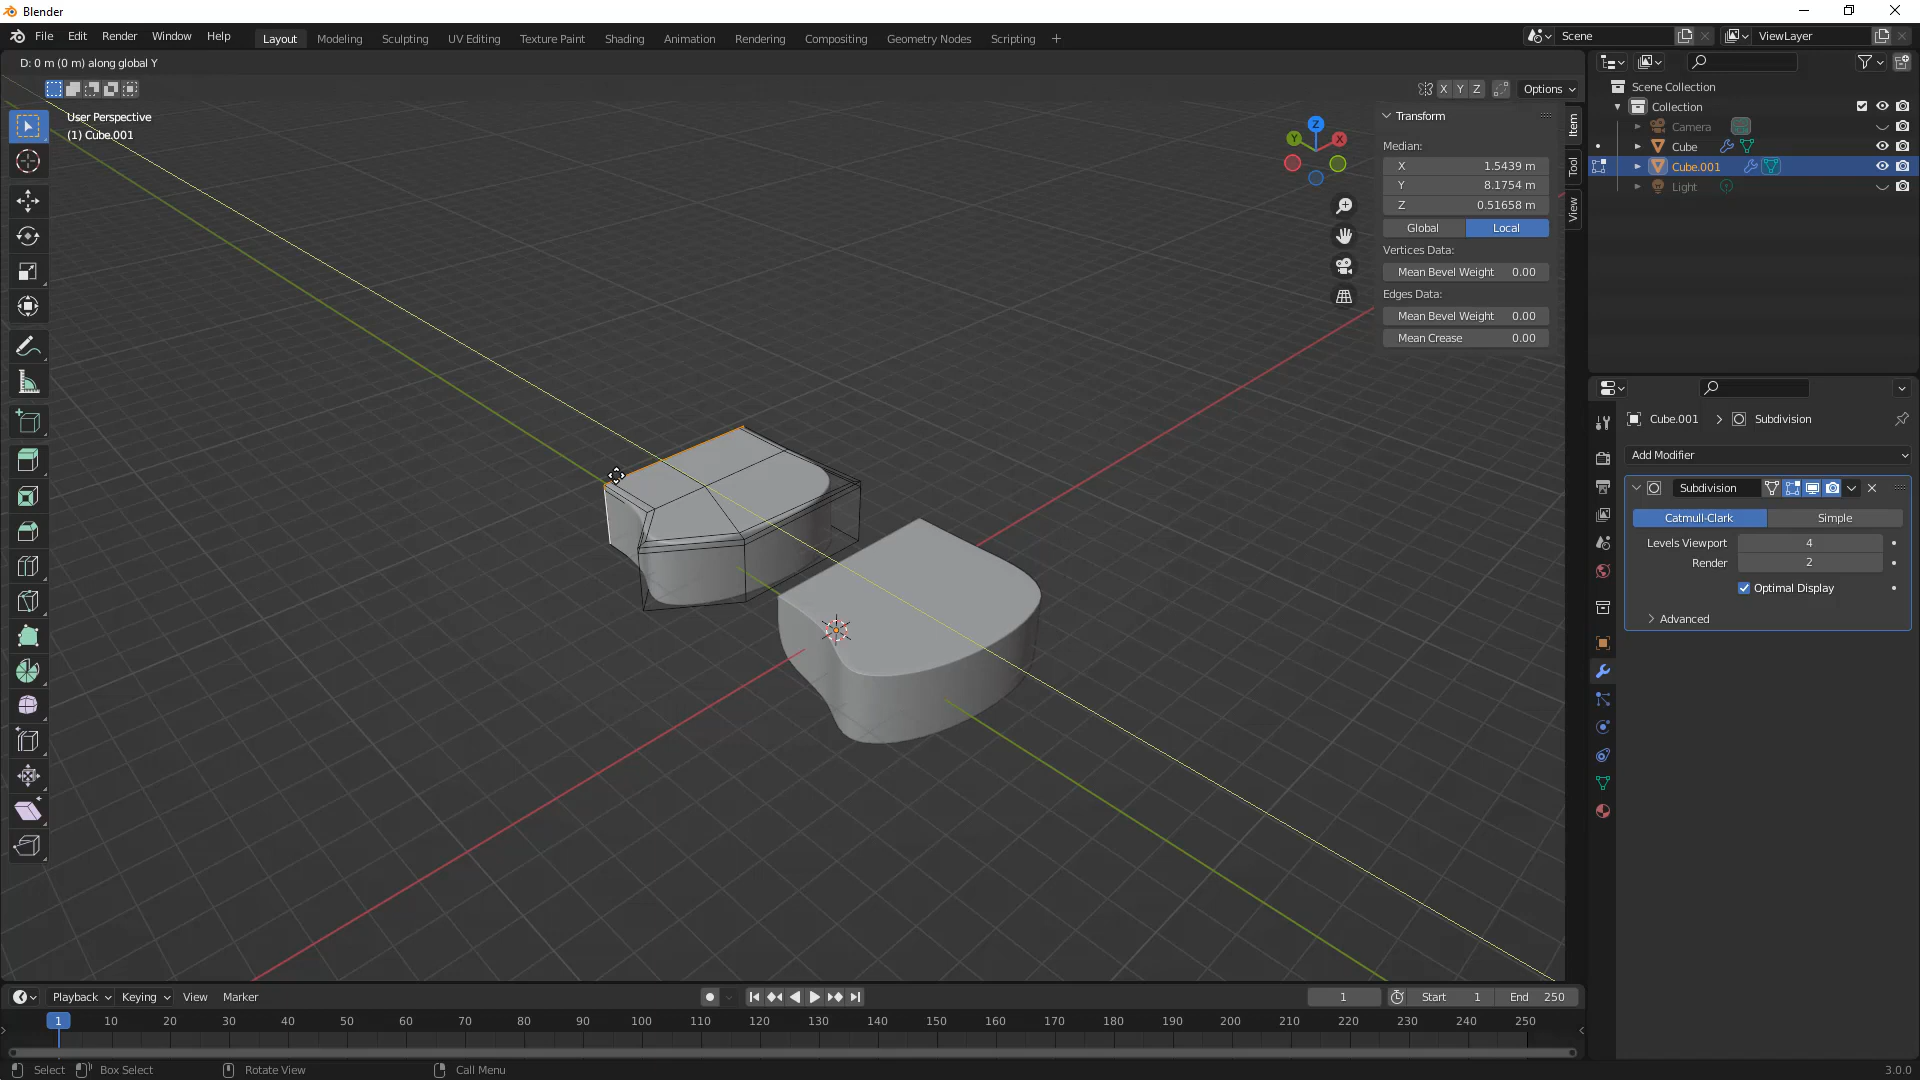 Blender
File Edit Render Window Help
Layout Modeling Sculpting UV Editing Texture Paint Shading Animation Rendering Compositing Geometry Nodes Scripting +
Scene
ViewLayer
D: 0 m (0 m) along global Y
X Y Z
Options
User Perspective
(1) Cube.001
Z
Y
X
Transform
Median:
X 1.5439 m
Y 8.1754 m
Z 0.51658 m
Global Local
Vertices Data:
Mean Bevel Weight 0.00
Edges Data:
Mean Bevel Weight 0.00
Mean Crease 0.00
Item
Tool
View
Scene Collection
Collection
Camera
Cube
Cube.001
Light
Cube.001 > Subdivision
Add Modifier
Subdivision
Catmull-Clark Simple
Levels Viewport 4
Render 2
Optimal Display
Advanced
Playback Keying View Marker
1
Start 1
End 250
1 10 20 30 40 50 60 70 80 90 100 110 120 130 140 150 160 170 180 190 200 210 220 230 240 250
Select Box Select Rotate View Call Menu
3.0.0